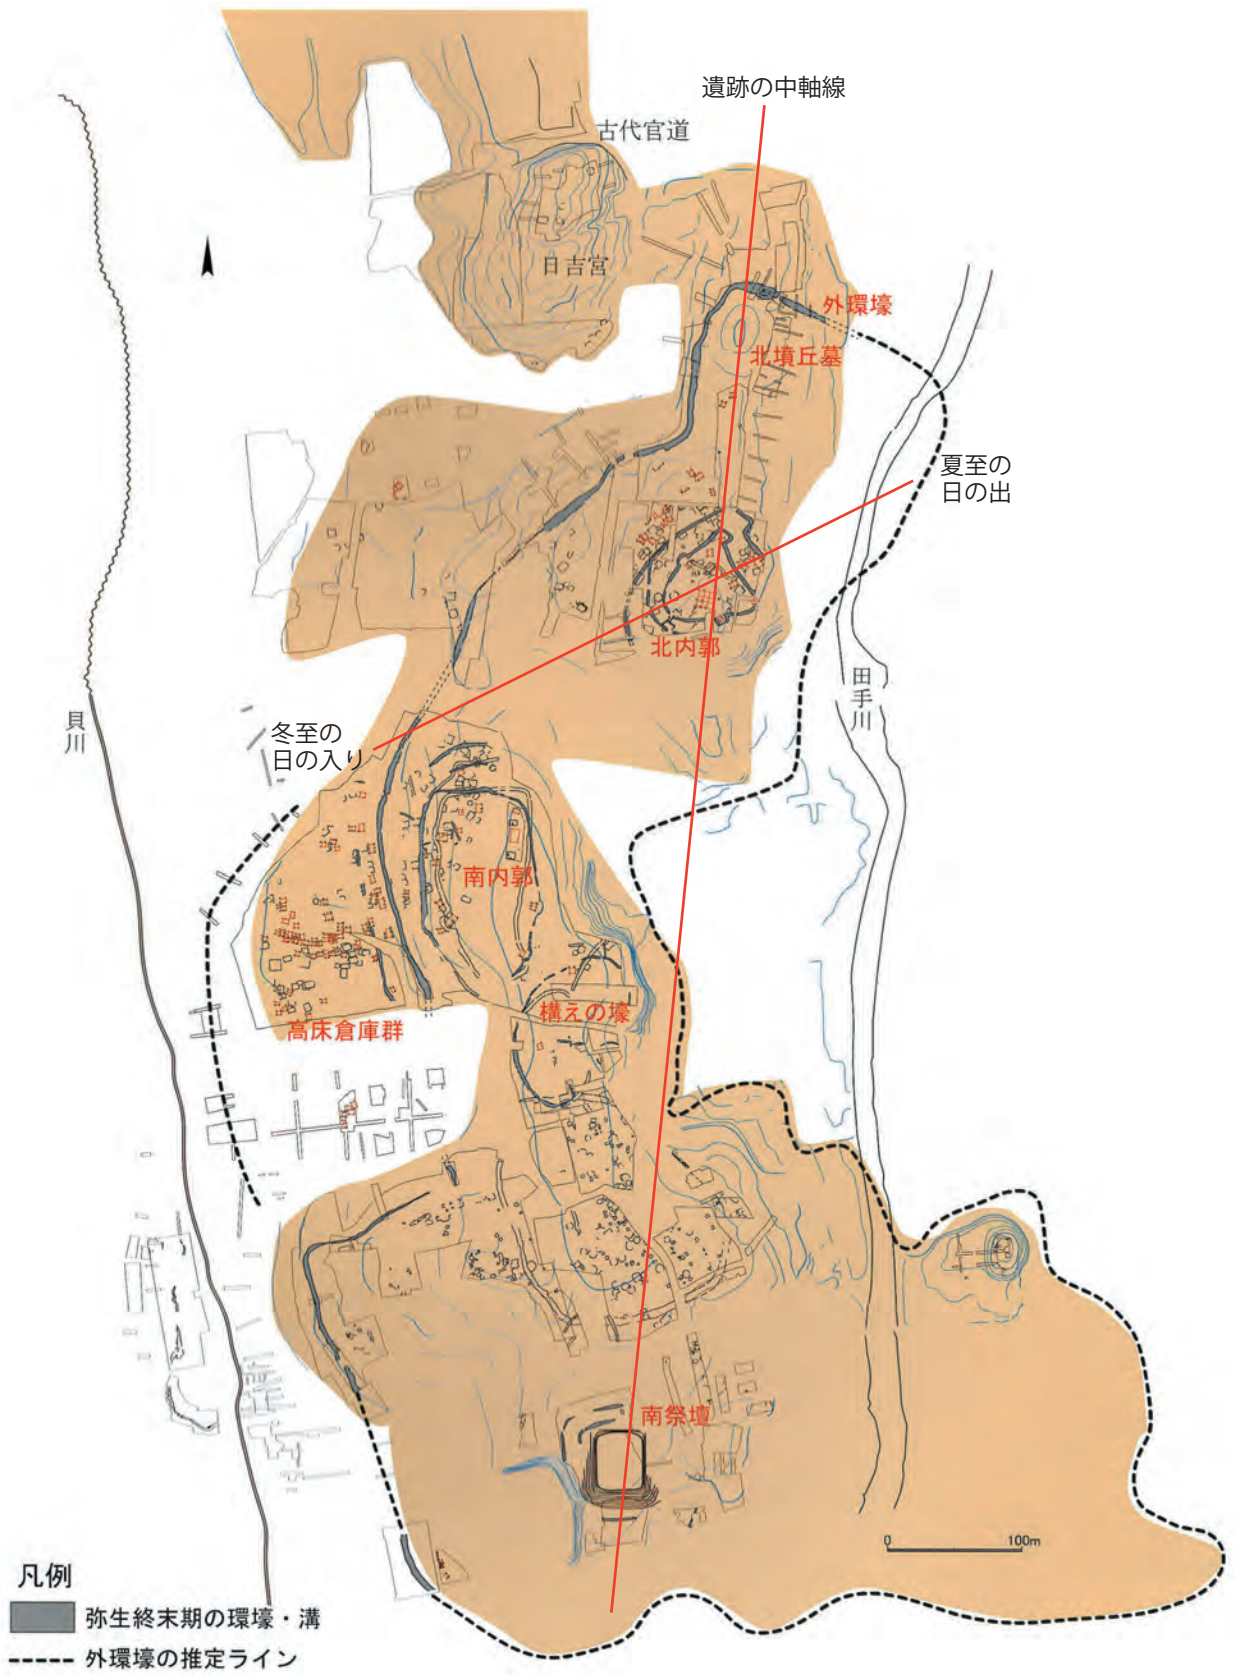 遺跡の中軸線
古代官道
日吉宮
外環壕
北墳丘墓
夏至の
日の出
北内郭
田手川
貝川
冬至の
日の入り
南内郭
構えの壕
高床倉庫群
南祭壇
0 100m
凡例
弥生終末期の環壕・溝
外環壕の推定ライン